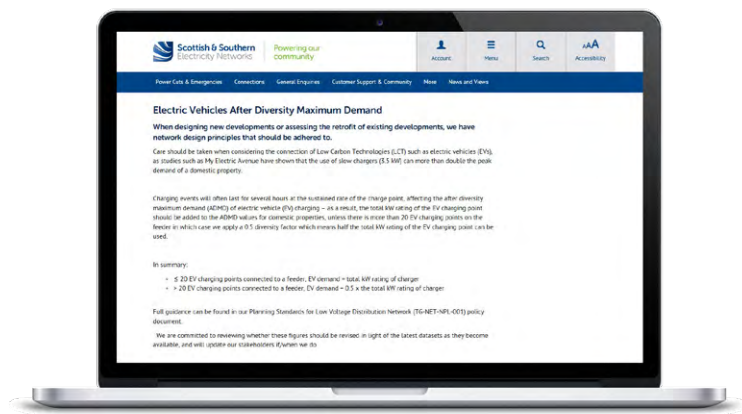 Scottish & Southern
Electricity Networks
Powering our
community
Account
Menu
Search
AAA
Accessibility
Power Cuts & Emergencies Connections General Enquiries Customer Support & Community More News and Views
Electric Vehicles After Diversity Maximum Demand
When designing new developments or assessing the retrofit of existing developments, we have
network design principles that should be adhered to.
Care should be taken when considering the connection of Low Carbon Technologies (LCT) such as electric vehicles (EVs),
as studies such as My Electric Avenue have shown that the use of slow chargers (3.5 kW) can more than double the peak
demand of a domestic property.
Charging events will often last for several hours at the sustained rate of the charge point, affecting the after diversity
maximum demand (ADMD) of electric vehicle (EV) charging – as a result, the total kW rating of the EV charging point
should be added to the ADMD values for domestic properties, unless there is more than 20 EV charging points on the
feeder in which case we apply a 0.5 diversity factor which means half the total kW rating of the EV charging point can be
used.
In summary:
• ≤ 20 EV charging points connected to a feeder, EV demand = total kW rating of charger
• > 20 EV charging points connected to a feeder, EV demand = 0.5 x the total kW rating of charger
Full guidance can be found in our Planning Standards for Low Voltage Distribution Network (TG-NET-NPL-001) policy
document.
We are committed to reviewing whether these figures should be revised in light of the latest datasets as they become
available, and will update our stakeholders if/when we do